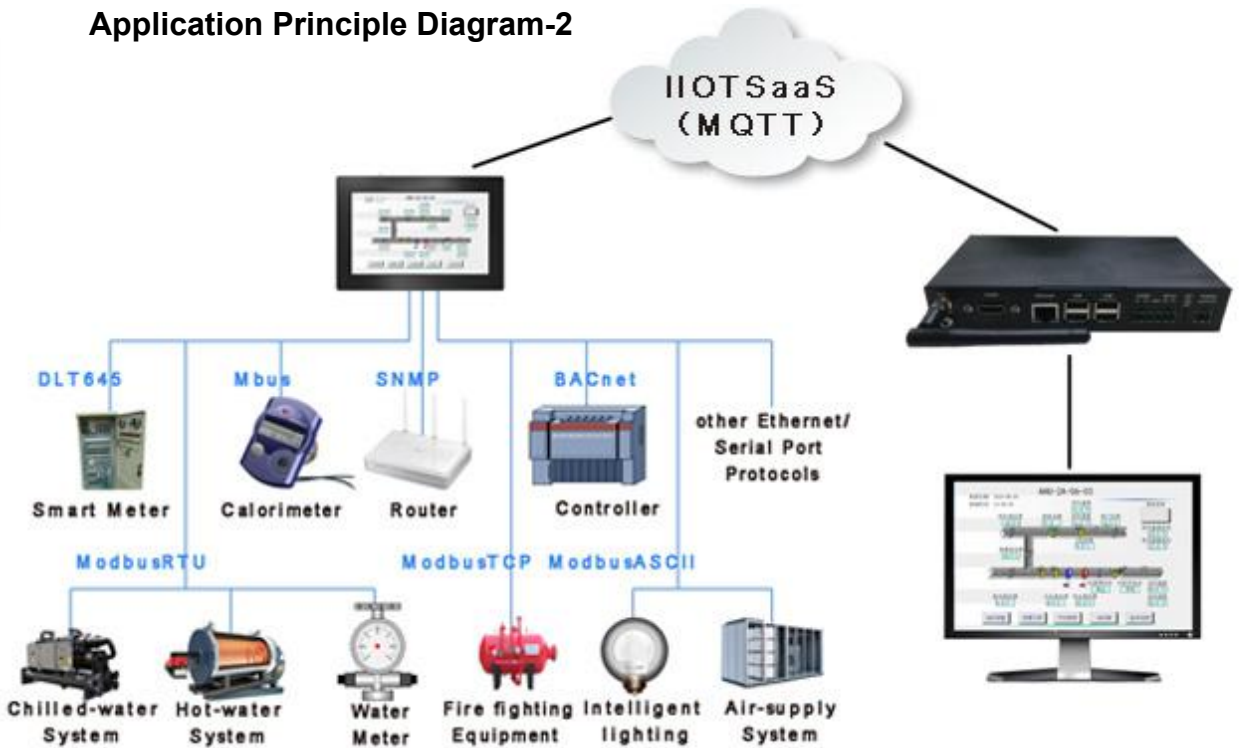 Application Principle Diagram-2
IIOTSaaS
(MQTT)
DLT645
Mbus
SNMP
BACnet
other Ethernet/
Serial Port
Protocols
Smart Meter
Calorimeter
Router
Controller
ModbusRTU
ModbusTCP
ModbusASCII
Chilled-water
System
Hot-water
System
Water
Meter
Fire fighting
Equipment
Intelligent
lighting
Air-supply
System